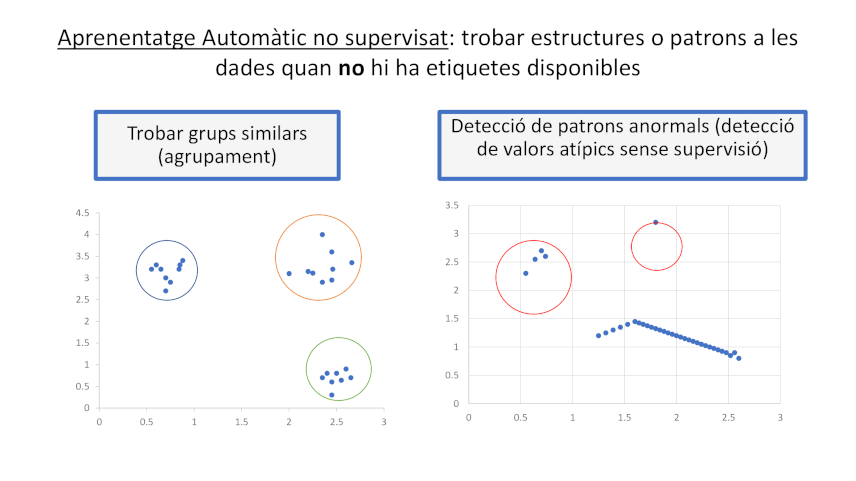 Aprenentatge Automàtic no supervisat: trobar estructures o patrons a les
dades quan no hi ha etiquetes disponibles
Trobar grups similars
(agrupament)
Detecció de patrons anormals (detecció
de valors atípics sense supervisió)
4.5
4
3.5
3
2.5
2
1.5
1
0.5
0
0 0.5 1 1.5 2 2.5 3
3.5
3
2.5
2
1.5
1
0.5
0
0 0.5 1 1.5 2 2.5 3